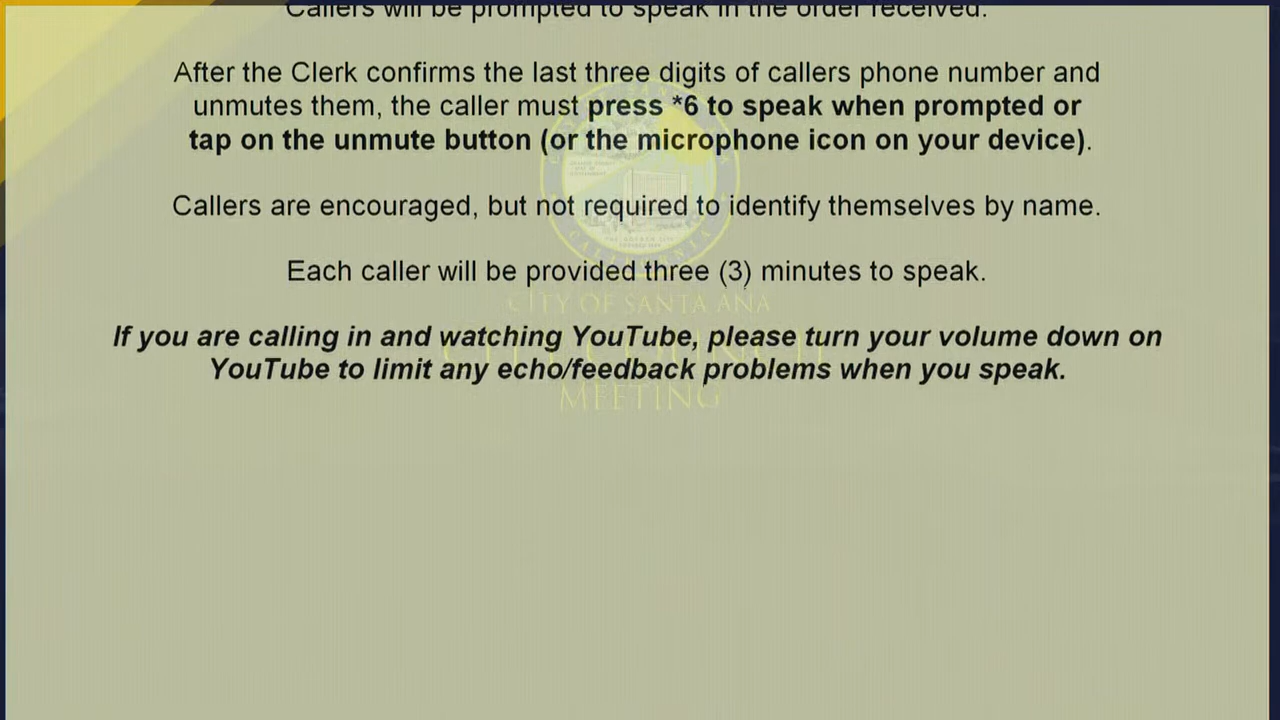 Callers will be prompted to speak in the order received.
After the Clerk confirms the last three digits of callers phone number and
unmutes them, the caller must press *6 to speak when prompted or
tap on the unmute button (or the microphone icon on your device).
Callers are encouraged, but not required to identify themselves by name.
Each caller will be provided three (3) minutes to speak.
CITY OF SANTA ANA
If you are calling in and watching YouTube, please turn your volume down on
CITY COUNCIL
YouTube to limit any echo/feedback problems when you speak.
MEETING